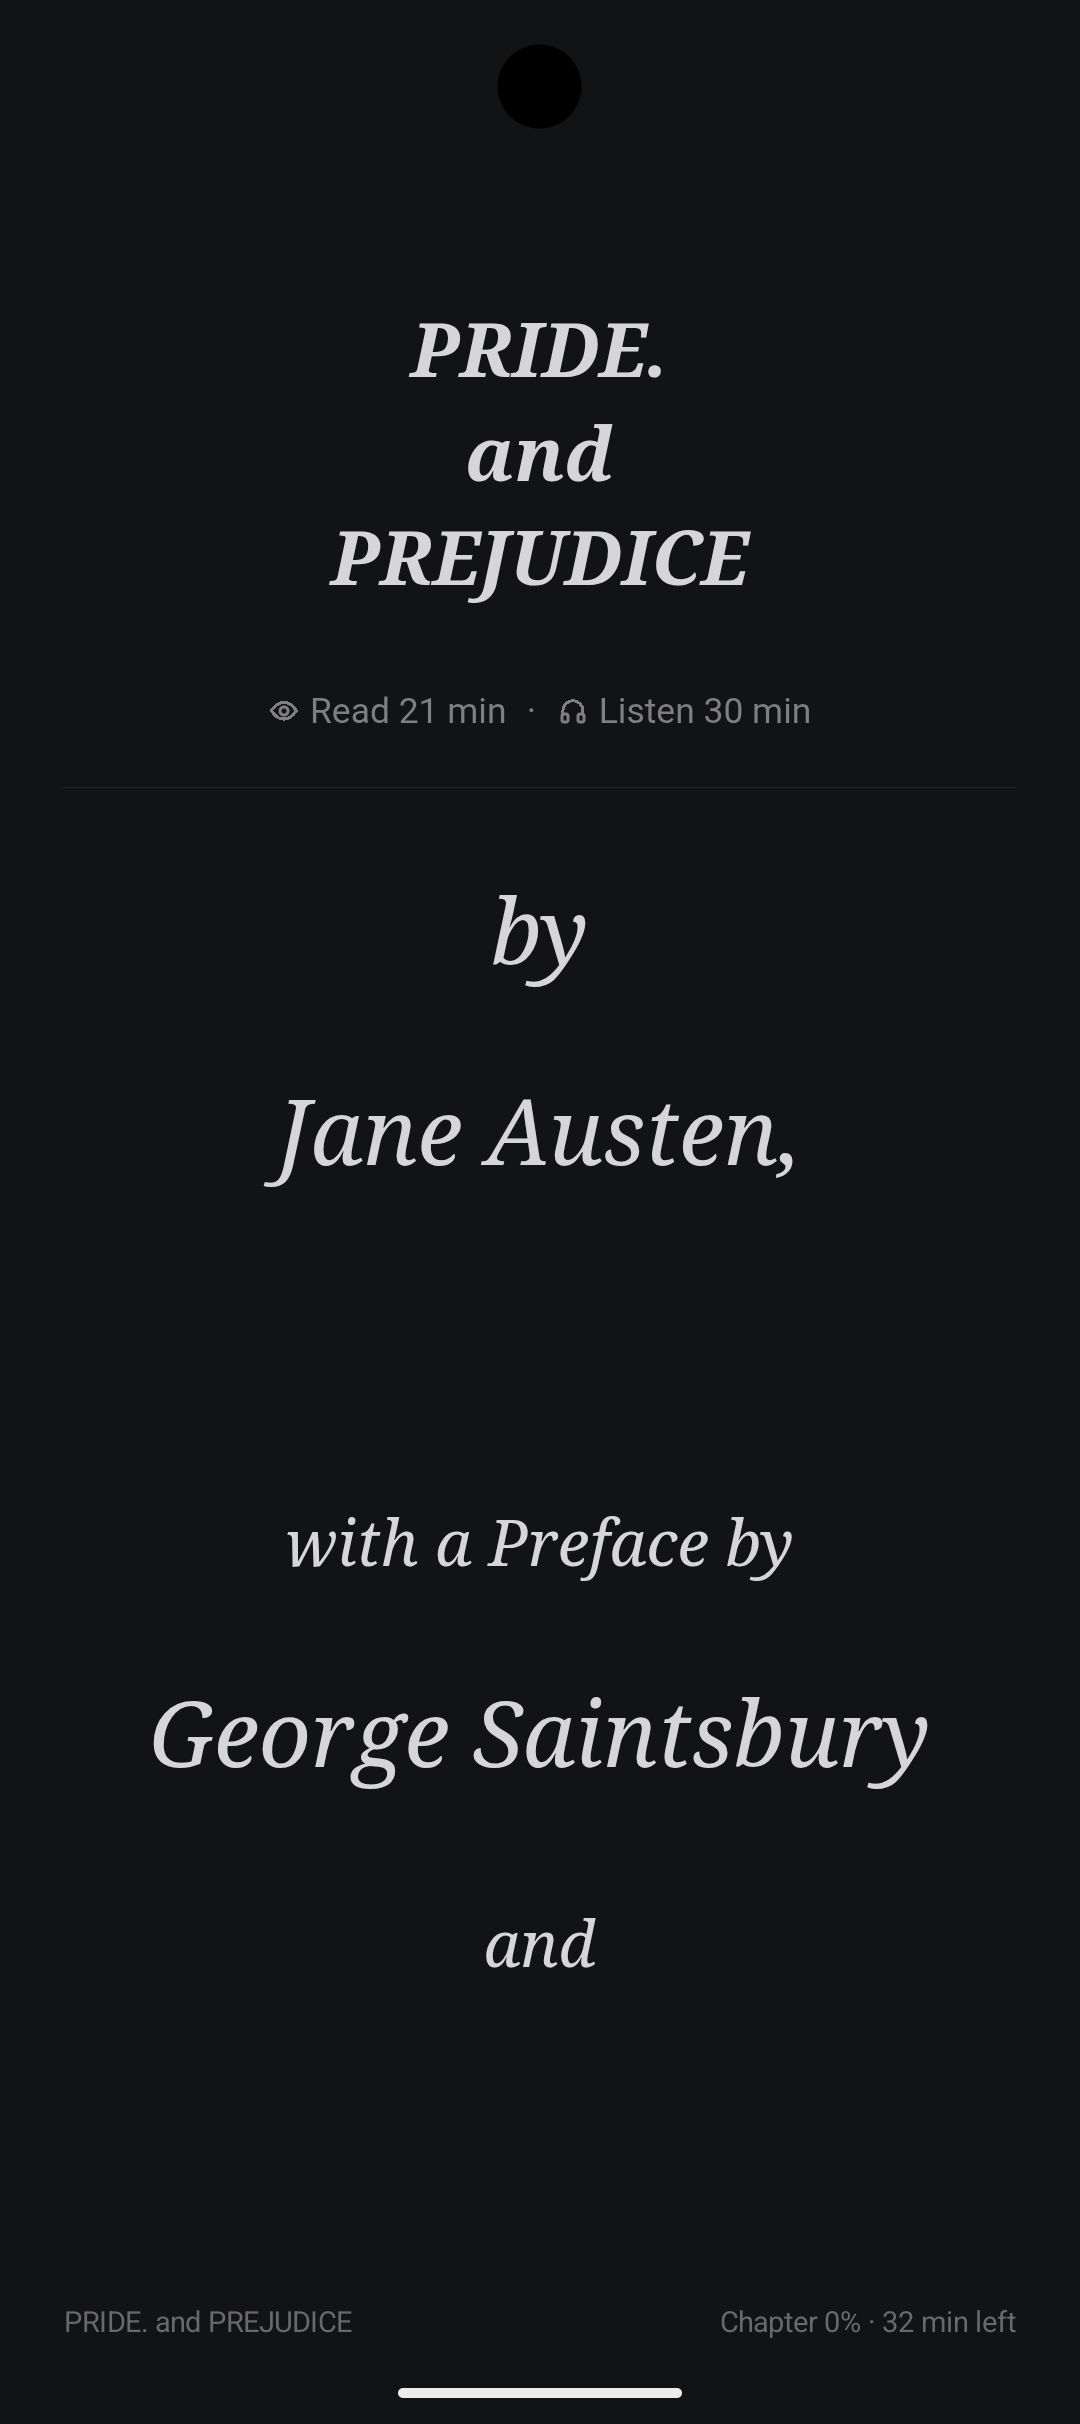 PRIDE.
and
PREJUDICE
Read 21 min · Listen 30 min
by
Jane Austen,
with a Preface by
George Saintsbury
and
PRIDE. and PREJUDICE
Chapter 0% · 32 min left